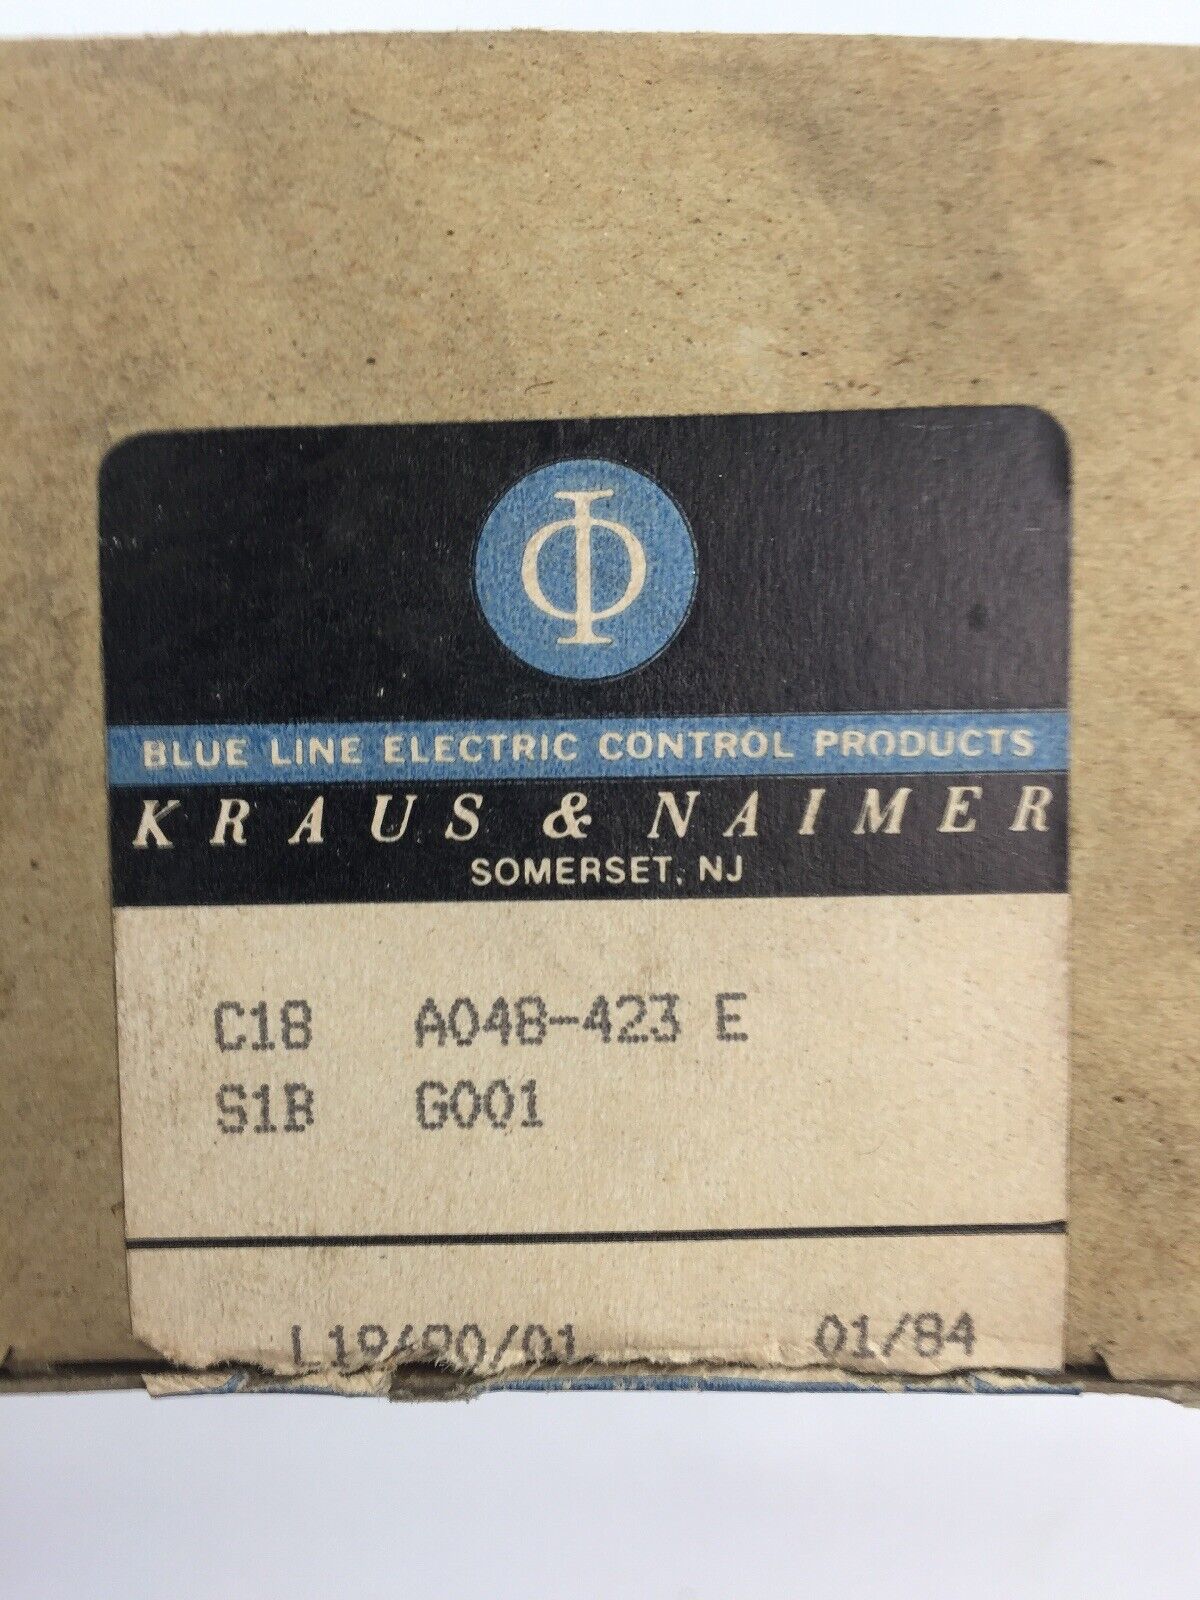 Φ
BLUE LINE ELECTRIC CONTROL PRODUCTS
KRAUS & NAIMER
SOMERSET, NJ
C18 A048-423 E
S1B G001
01/84